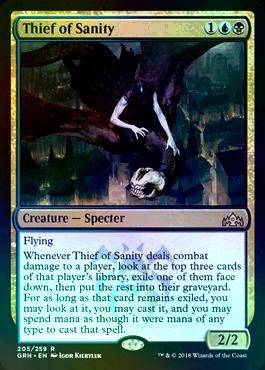 Thief of Sanity 1
Creature — Specter
Flying
Whenever Thief of Sanity deals combat
damage to a player, look at the top three cards
of that player's library, exile one of them face
down, then put the rest into their graveyard.
For as long as that card remains exiled, you
may look at it, you may cast it, and you may
spend mana as though it were mana of any
type to cast that spell.
2/2
205/259 R
GRN • EN Igor Kieryluk
™ & © 2018 Wizards of the Coast